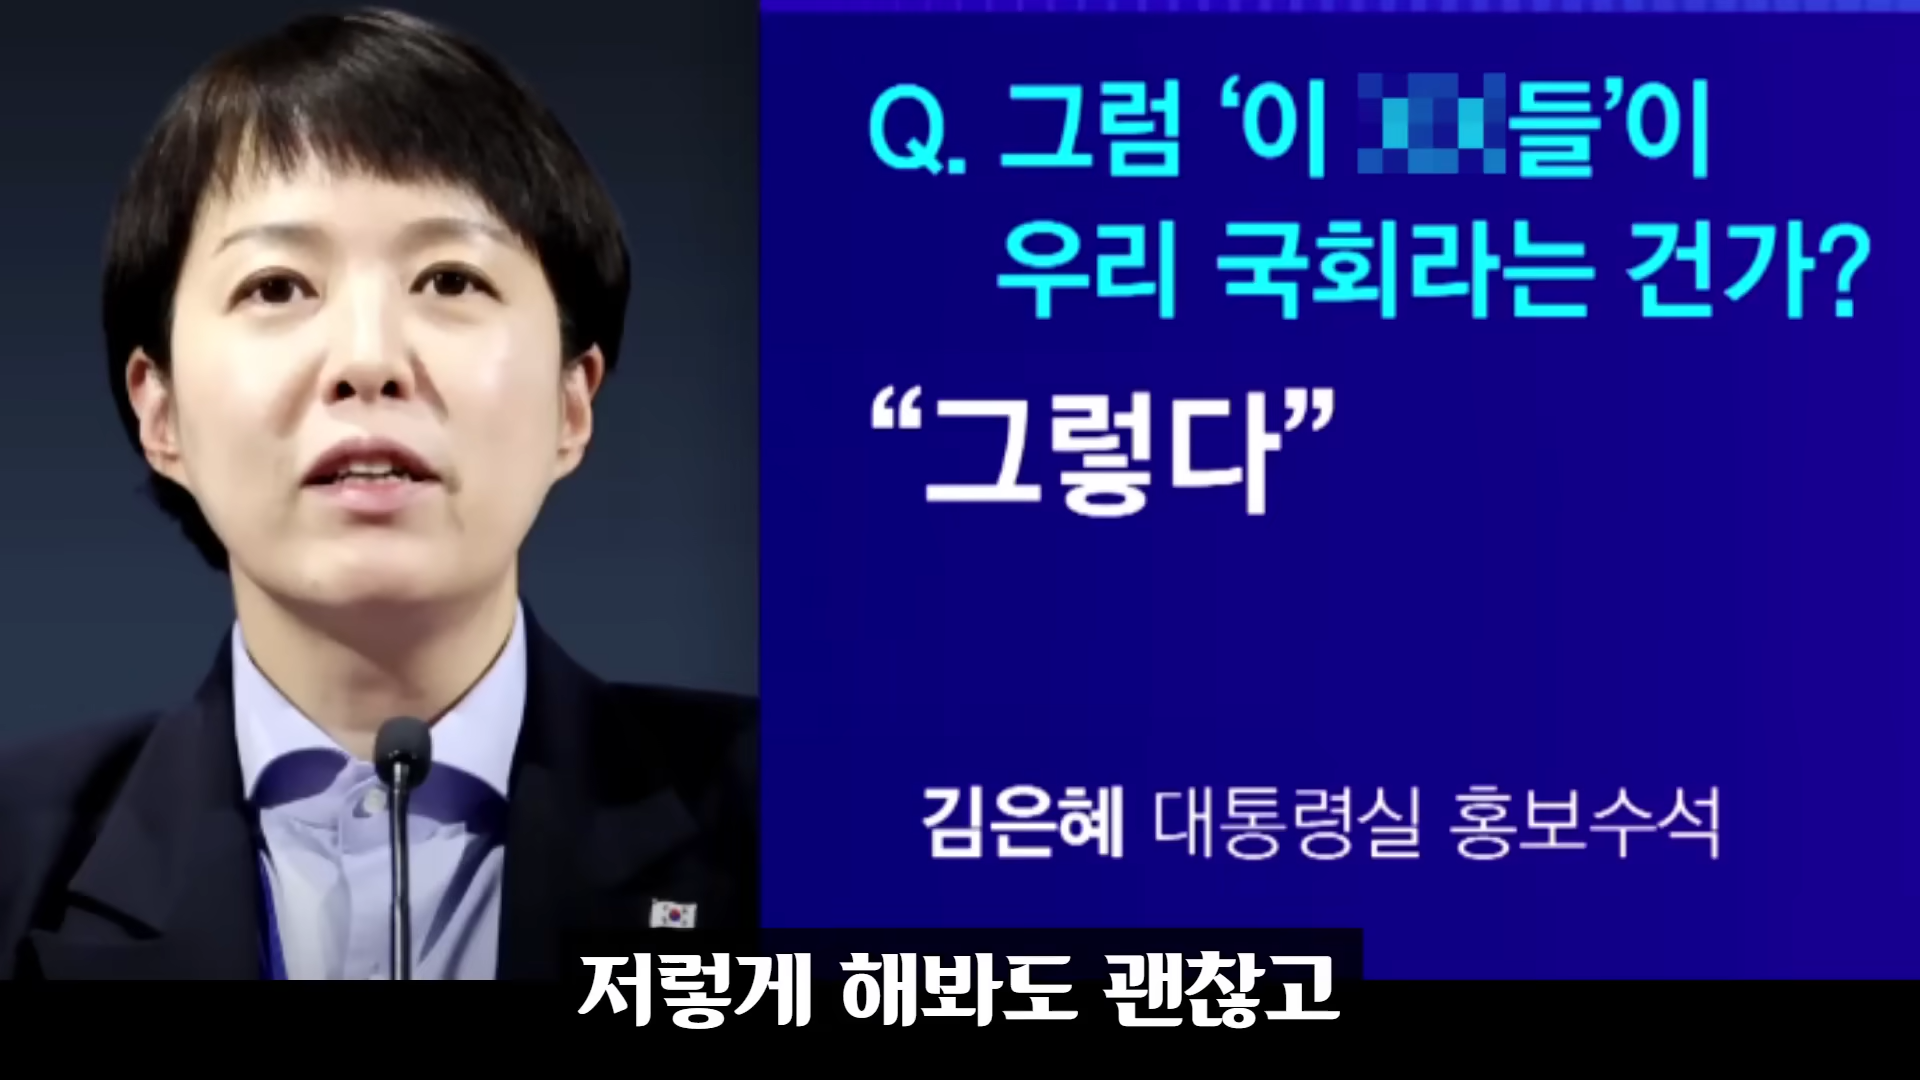 Q. 그럼 ‘이 들’이
우리 국회라는 건가?
“그렇다”
김은혜 대통령실 홍보수석
저렇게 해봐도 괜찮고